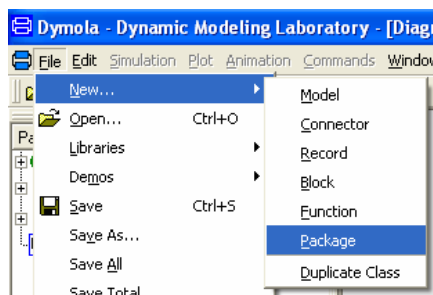 Dymola - Dynamic Modeling Laboratory - [Diag
File Edit Simulation Plot Animation Commands Window
New...
Open... Ctrl+O
Libraries
Demos
Save Ctrl+S
Save As...
Save All
Save Total
Model
Connector
Record
Block
Function
Package
Duplicate Class
Pa